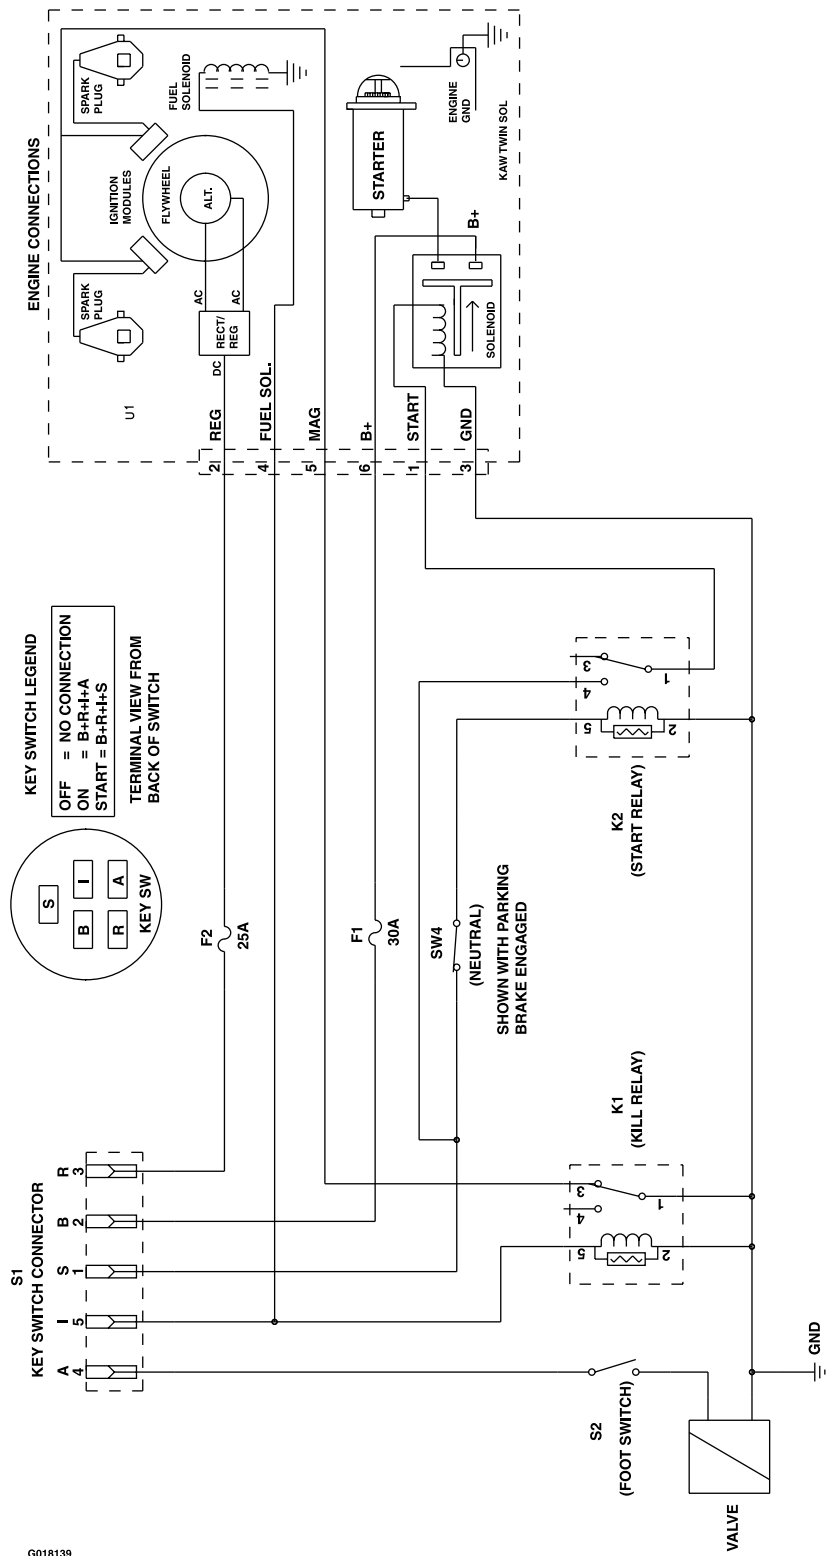 ENGINE CONNECTIONS
SPARK
PLUG
FUEL
SOLENOID
IGNITION
MODULES
FLYWHEEL
ALT.
SPARK
PLUG
AC
AC
RECT/
REG
DC
U1
STARTER
ENGINE
GND
KAW TWIN SOL
B+
SOLENOID
REG
FUEL SOL.
MAG
B+
START
GND
2
4
5
6
1
3
KEY SWITCH LEGEND
OFF = NO CONNECTION
ON = B+R+I+A
START = B+R+I+S
TERMINAL VIEW FROM
BACK OF SWITCH
S
B
I
R
A
KEY SW
F2
25A
F1
30A
SW4
(NEUTRAL)
SHOWN WITH PARKING
BRAKE ENGAGED
K2
(START RELAY)
3
4
1
5
2
K1
(KILL RELAY)
3
4
1
5
2
S1
KEY SWITCH CONNECTOR
R
3
B
2
S
1
I
5
A
4
S2
(FOOT SWITCH)
GND
VALVE
G018139